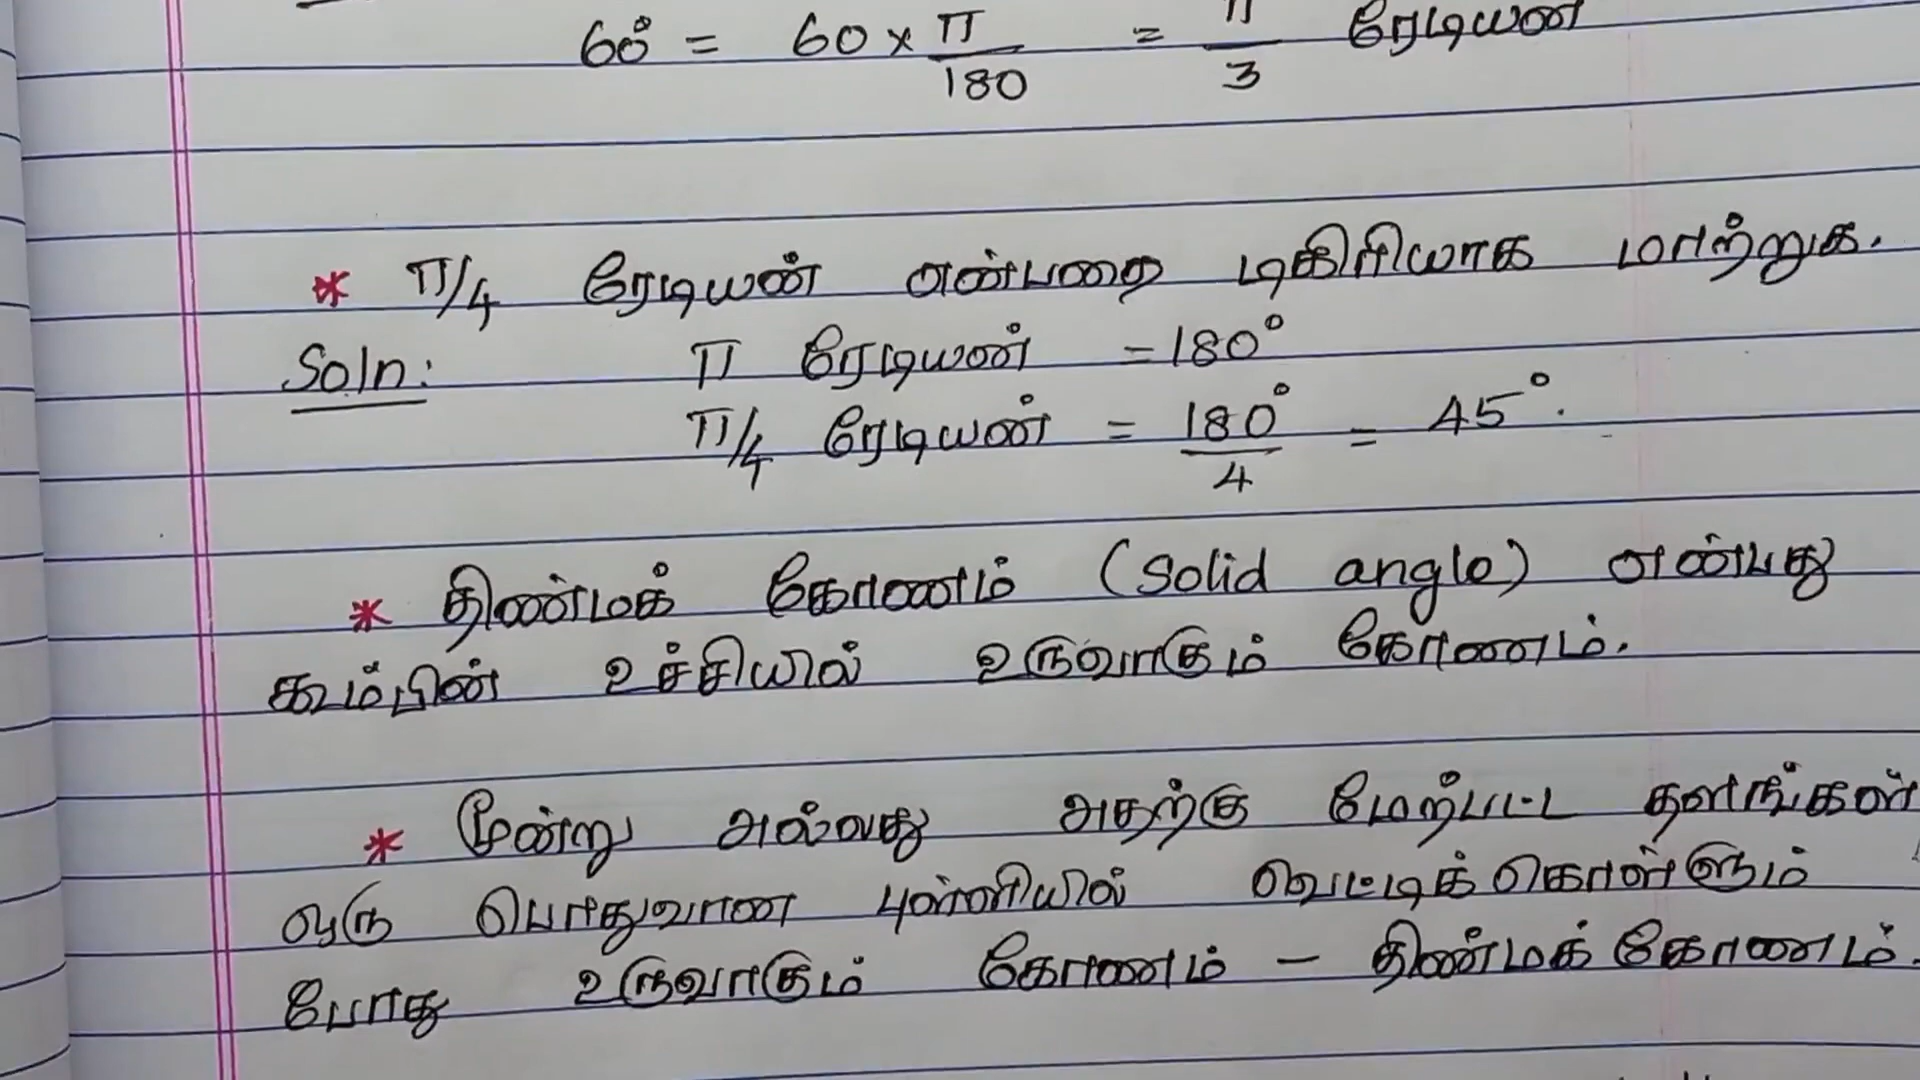 60° = 60 × π/180 = π/3 ரேடியன்
* π/4 ரேடியன் என்பதை டிகிரியாக மாற்றுக.
Soln: π ரேடியன் = 180°
π/4 ரேடியன் = 180°/4 = 45°.
* திண்மக் கோணம் (Solid angle) என்பது
கூம்பின் உச்சியில் உருவாகும் கோணம்.
* மூன்று அல்லது அதற்கு மேற்பட்ட தளங்கள்
ஒரு பொதுவான புள்ளியில் வெட்டிக் கொள்ளும்
போது உருவாகும் கோணம் – திண்மக் கோணம்.